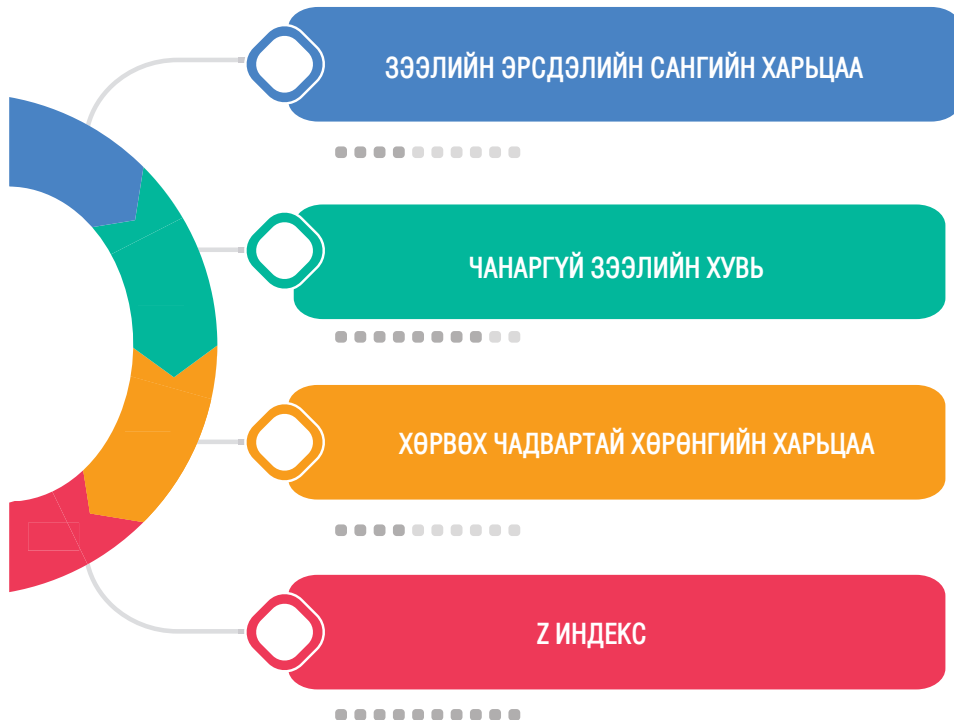 ЗЭЭЛИЙН ЭРСДЭЛИЙН САНГИЙН ХАРЬЦАА
ЧАНАРГҮЙ ЗЭЭЛИЙН ХУВЬ
ХӨРВӨХ ЧАДВАРТАЙ ХӨРӨНГИЙН ХАРЬЦАА
Z ИНДЕКС